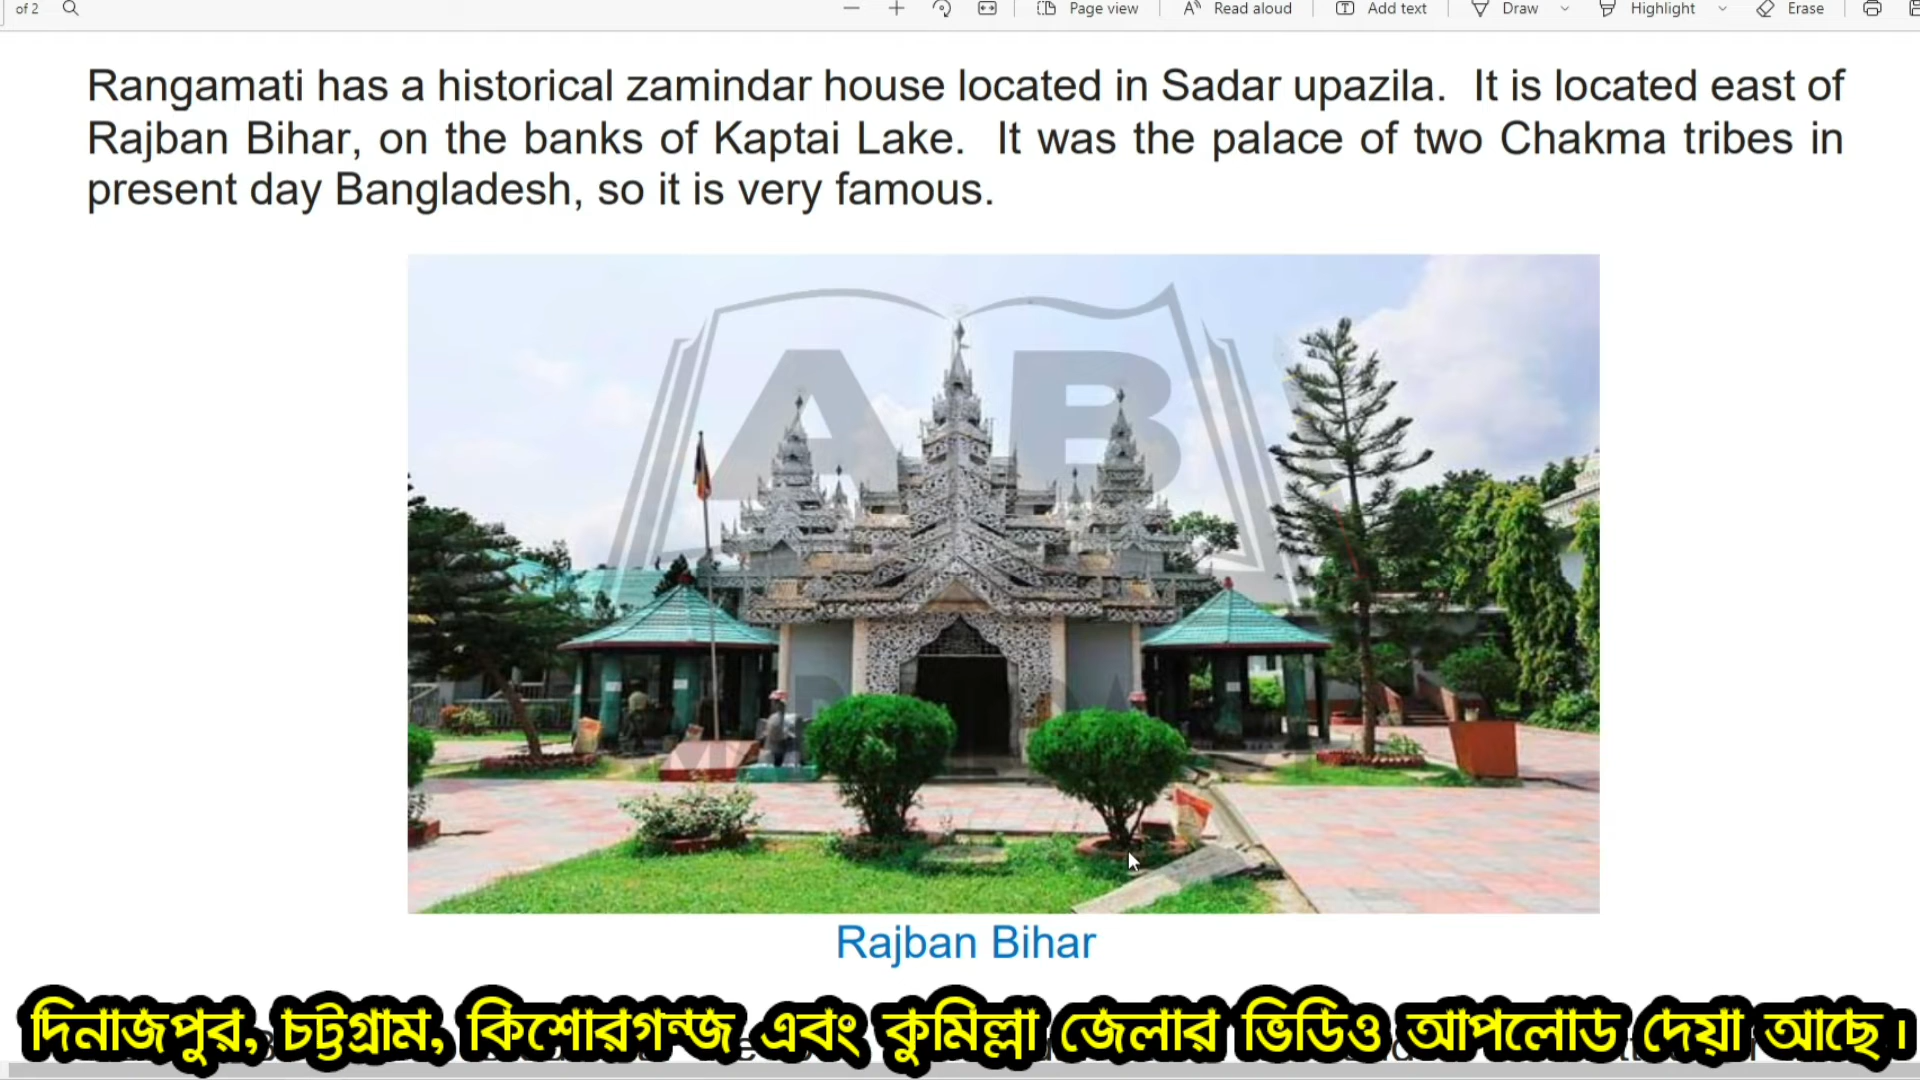 of 2 Page view Read aloud Add text Draw Highlight Erase
Rangamati has a historical zamindar house located in Sadar upazila. It is located east of
Rajban Bihar, on the banks of Kaptai Lake. It was the palace of two Chakma tribes in
present day Bangladesh, so it is very famous.
A B
Rajban Bihar
দিনাজপুর, চট্টগ্রাম, কিশোরগন্জ এবং কুমিল্লা জেলার ভিডিও আপলোড দেয়া আছে।